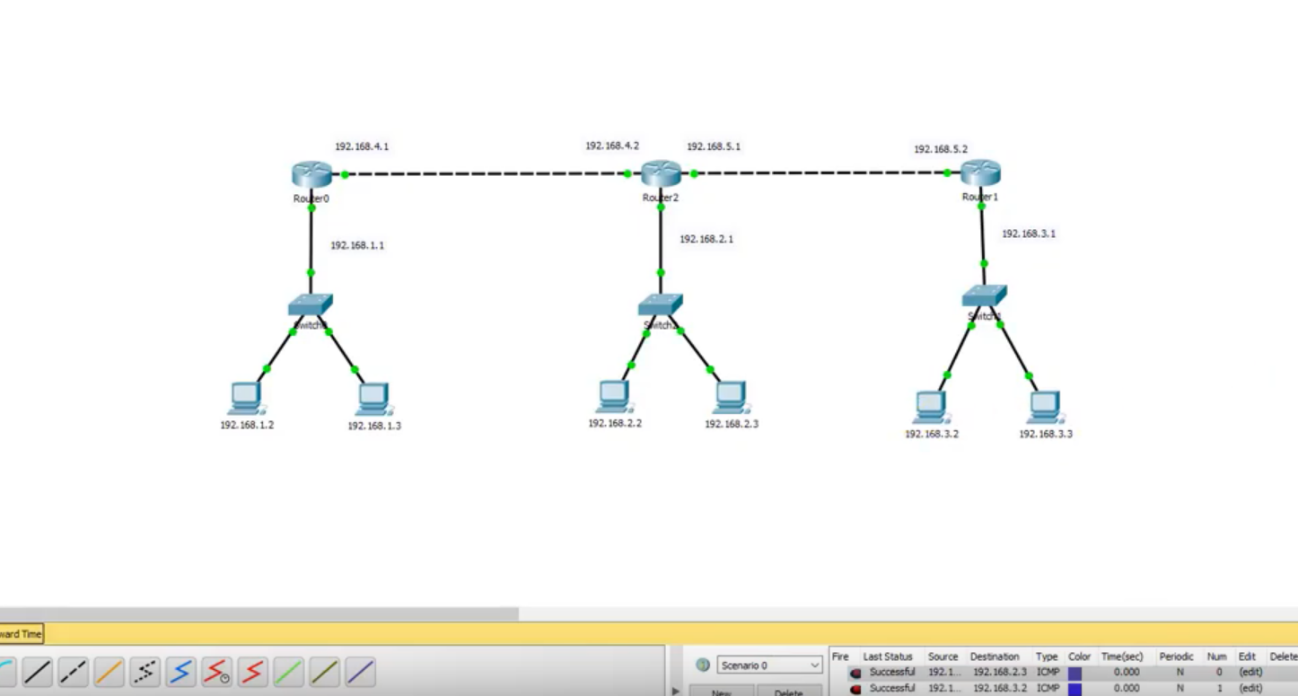 192.168.4.1
192.168.4.2
192.168.5.1
192.168.5.2
Router0
Router2
Router1
192.168.1.1
192.168.2.1
192.168.3.1
Switch
Switch
Switch1
192.168.1.2
192.168.1.3
192.168.2.2
192.168.2.3
192.168.3.2
192.168.3.3
ward Time
Scenario 0
New Delete
Fire Last Status Source Destination Type Color Time(sec) Periodic Num Edit Delete
Successful 192.1... 192.168.2.3 ICMP 0.000 N 0 (edit)
Successful 192.1... 192.168.3.2 ICMP 0.000 N 1 (edit)